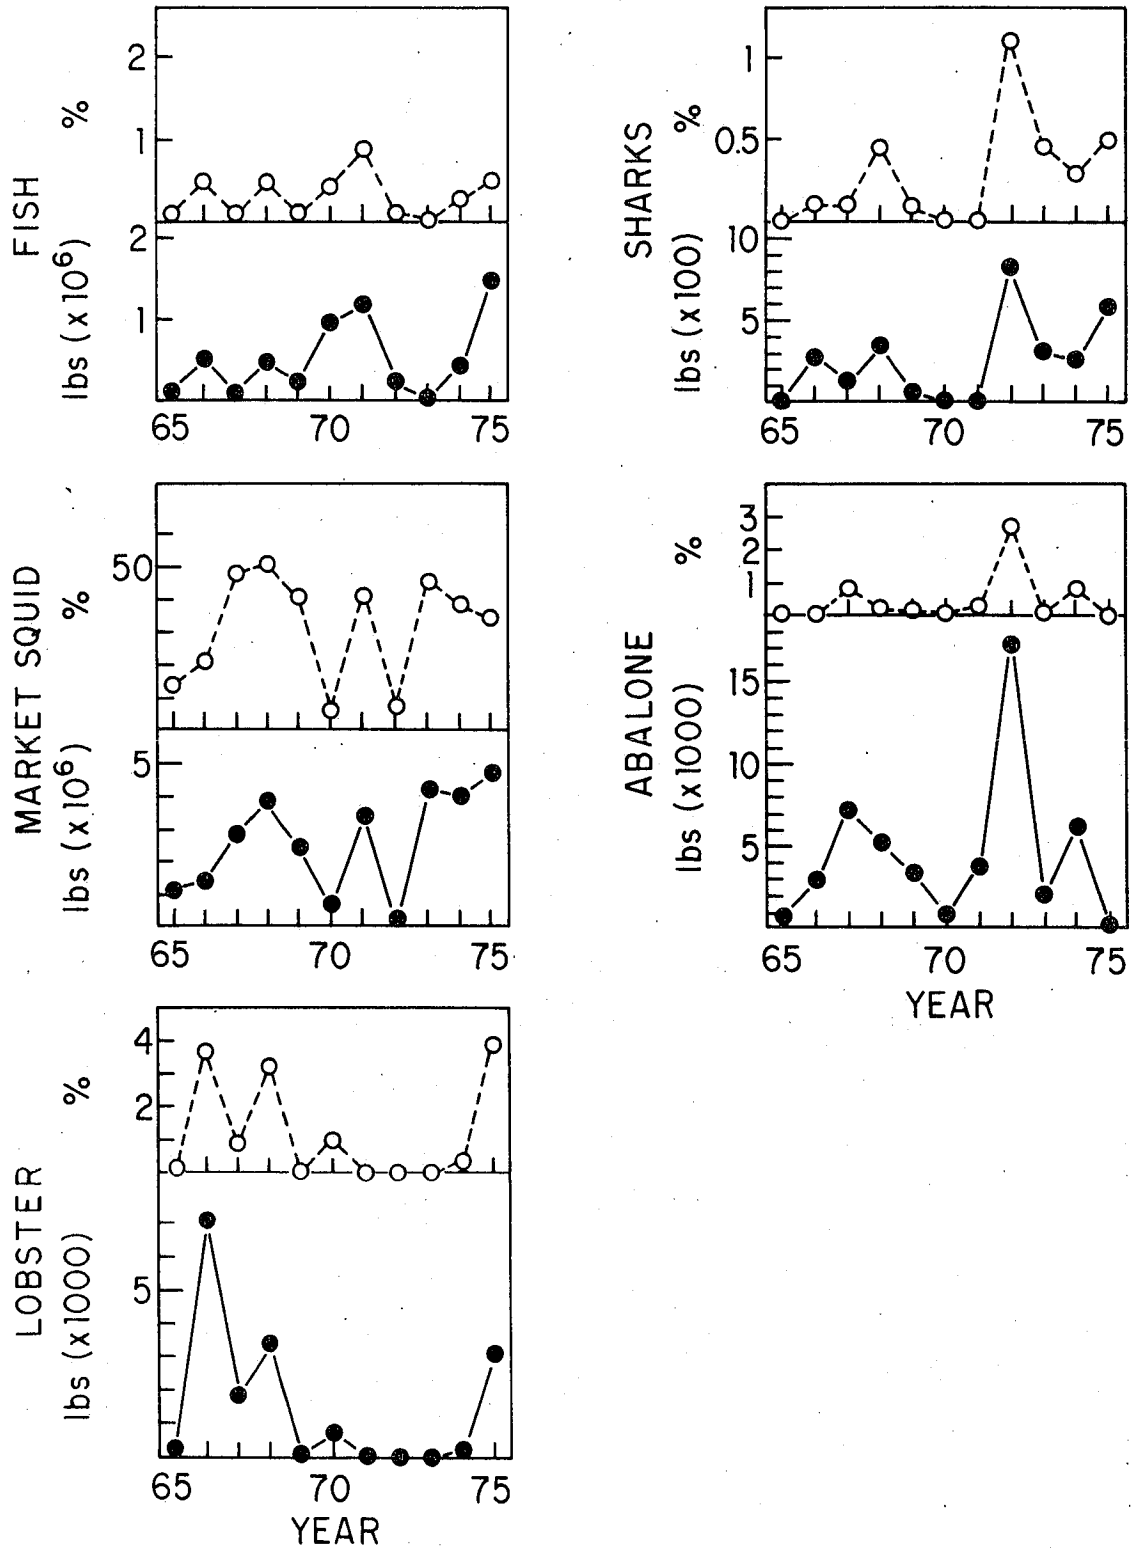 FISH
%
2
1
lbs (x10⁶)
2
1
65 70 75
SHARKS
%
1
0.5
lbs (x100)
10
5
65 70 75
MARKET SQUID
%
50
lbs (x10⁶)
5
65 70 75
ABALONE
%
3
2
1
lbs (x1000)
15
10
5
65 70 75
YEAR
LOBSTER
%
4
2
lbs (x1000)
5
65 70 75
YEAR